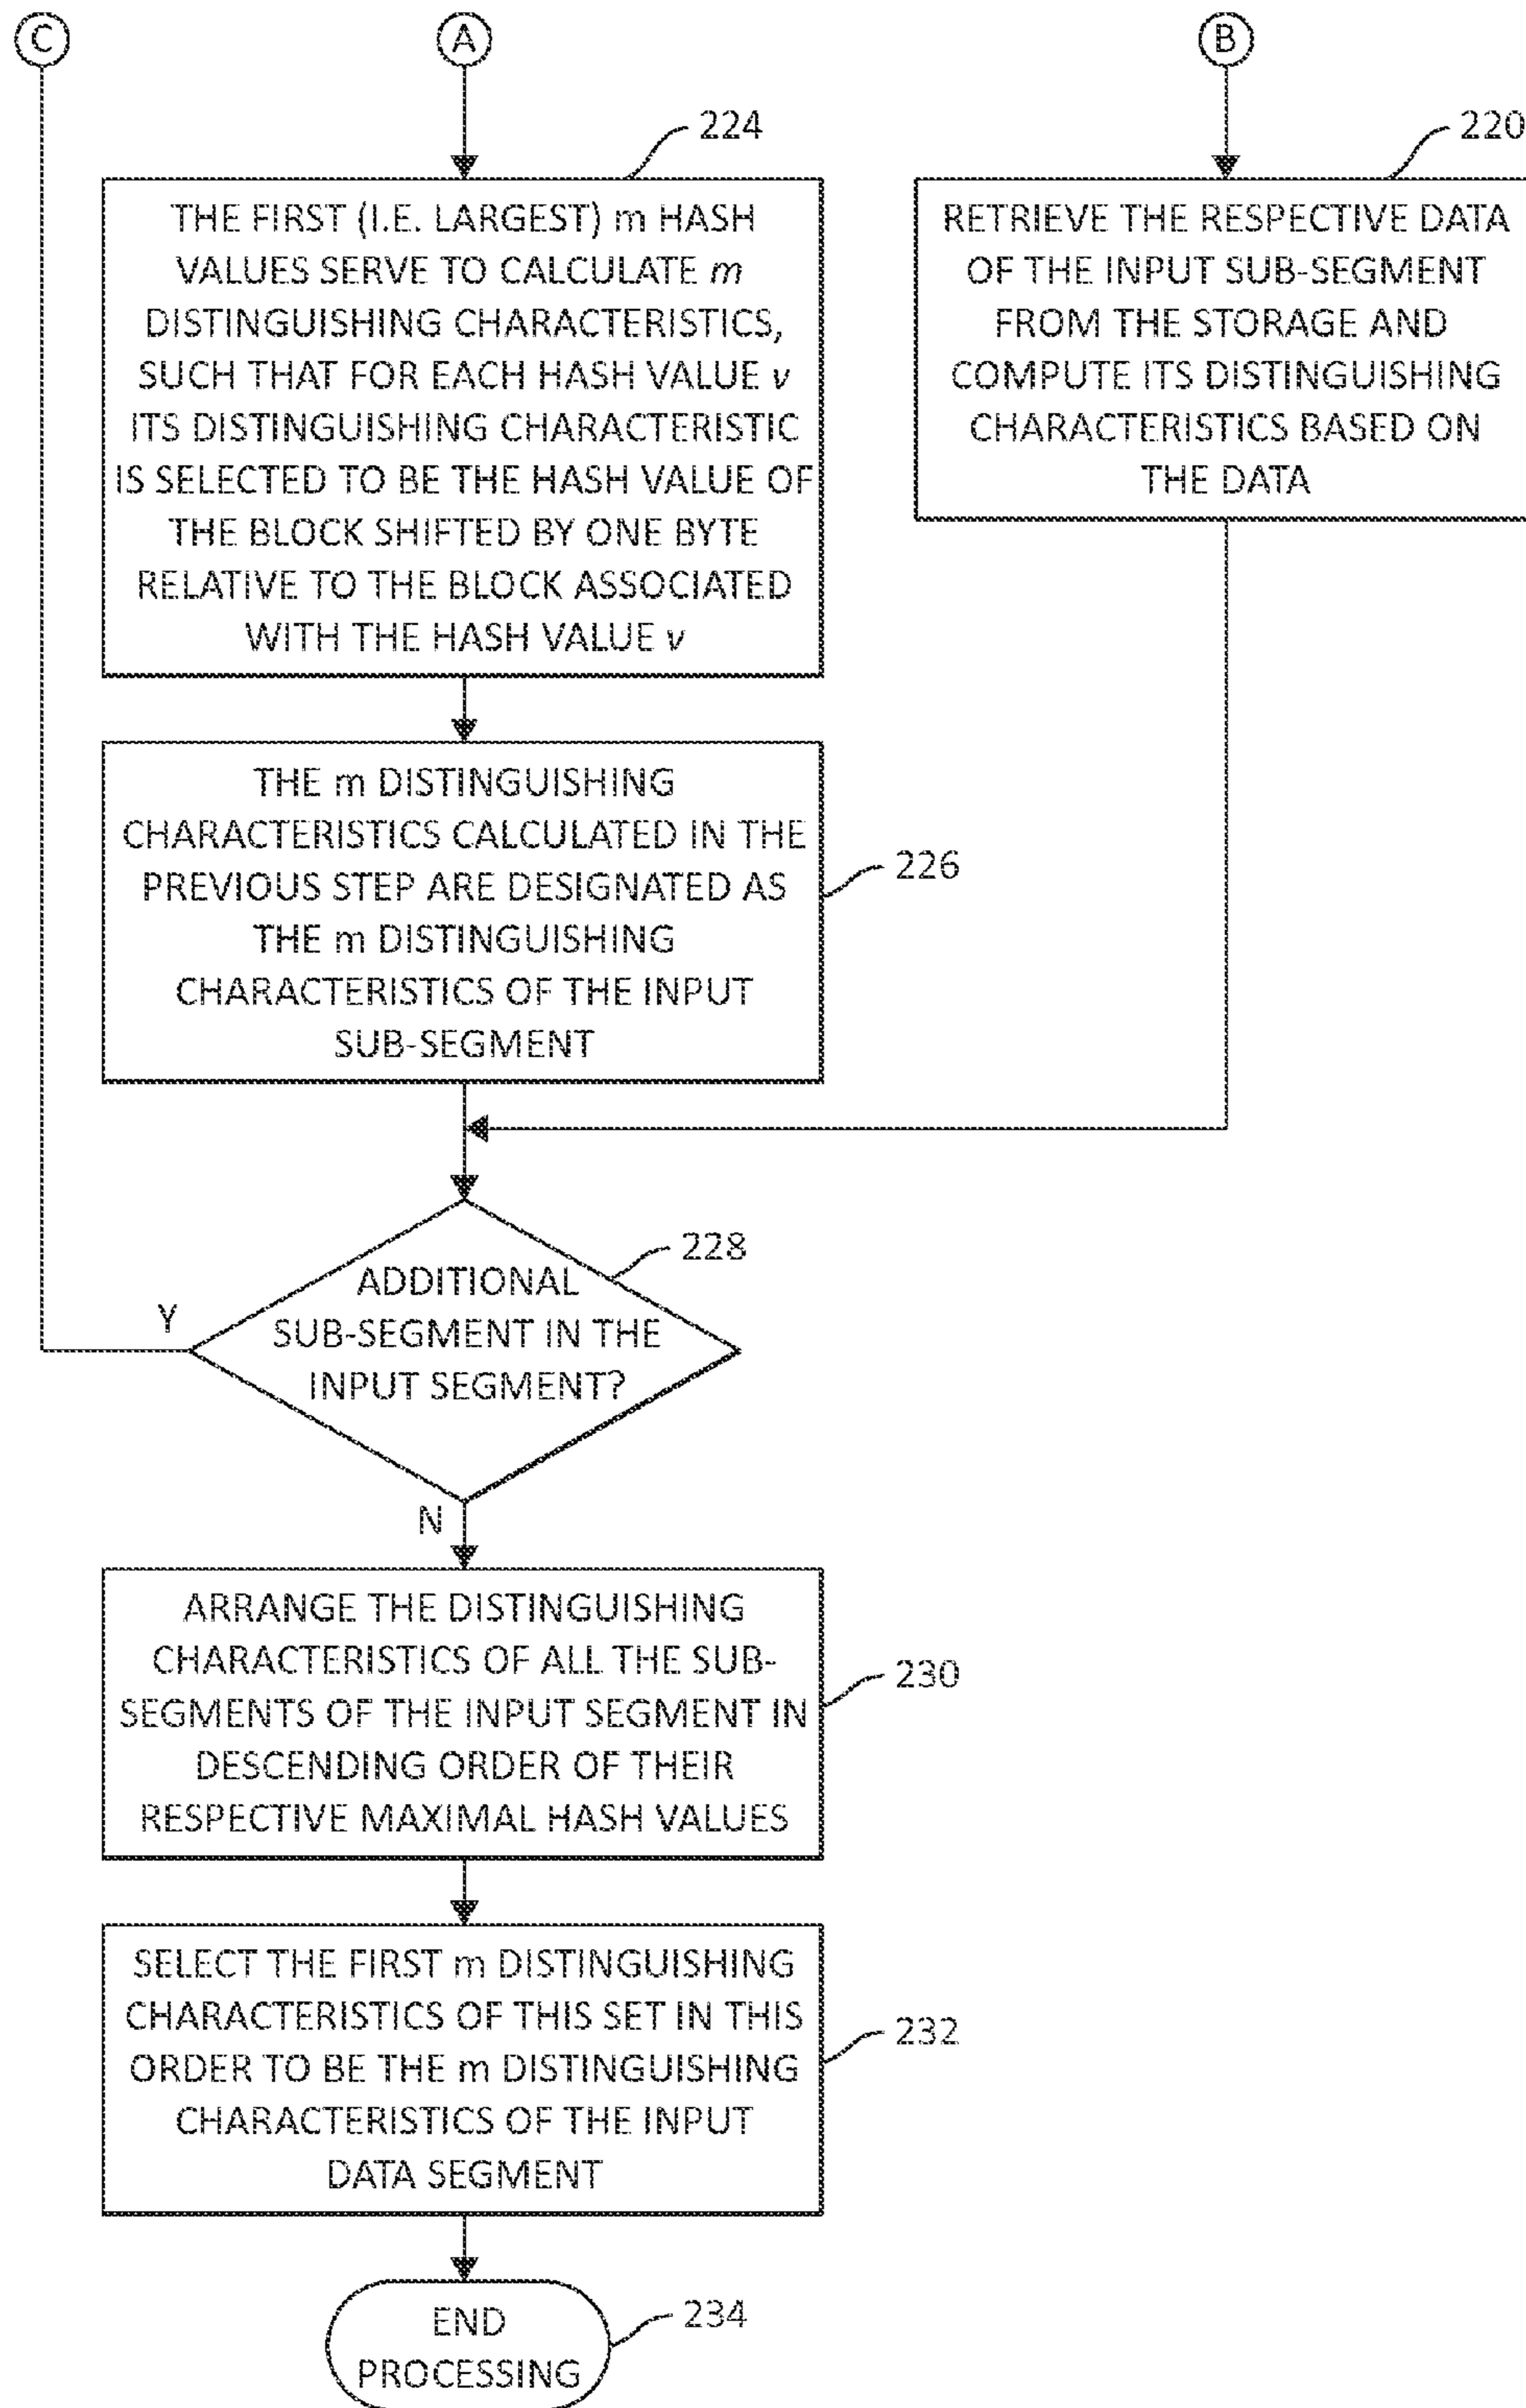 C
A
B
224
THE FIRST (I.E. LARGEST) m HASH
VALUES SERVE TO CALCULATE m
DISTINGUISHING CHARACTERISTICS,
SUCH THAT FOR EACH HASH VALUE v
ITS DISTINGUISHING CHARACTERISTIC
IS SELECTED TO BE THE HASH VALUE OF
THE BLOCK SHIFTED BY ONE BYTE
RELATIVE TO THE BLOCK ASSOCIATED
WITH THE HASH VALUE v
220
RETRIEVE THE RESPECTIVE DATA
OF THE INPUT SUB-SEGMENT
FROM THE STORAGE AND
COMPUTE ITS DISTINGUISHING
CHARACTERISTICS BASED ON
THE DATA
THE m DISTINGUISHING
CHARACTERISTICS CALCULATED IN THE
PREVIOUS STEP ARE DESIGNATED AS
THE m DISTINGUISHING
CHARACTERISTICS OF THE INPUT
SUB-SEGMENT
226
228
ADDITIONAL
SUB-SEGMENT IN THE
INPUT SEGMENT?
Y
N
ARRANGE THE DISTINGUISHING
CHARACTERISTICS OF ALL THE SUB-
SEGMENTS OF THE INPUT SEGMENT IN
DESCENDING ORDER OF THEIR
RESPECTIVE MAXIMAL HASH VALUES
230
SELECT THE FIRST m DISTINGUISHING
CHARACTERISTICS OF THIS SET IN THIS
ORDER TO BE THE m DISTINGUISHING
CHARACTERISTICS OF THE INPUT
DATA SEGMENT
232
END
PROCESSING
234